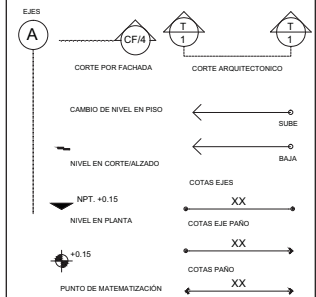 EJES
A
CF/4
T
1
T
1
CORTE POR FACHADA
CORTE ARQUITECTONICO
CAMBIO DE NIVEL EN PISO
SUBE
BAJA
NIVEL EN CORTE/ALZADO
COTAS EJES
NPT. +0.15
XX
NIVEL EN PLANTA
COTAS EJE PAÑO
XX
+0.15
COTAS PAÑO
XX
PUNTO DE MATEMATIZACIÓN